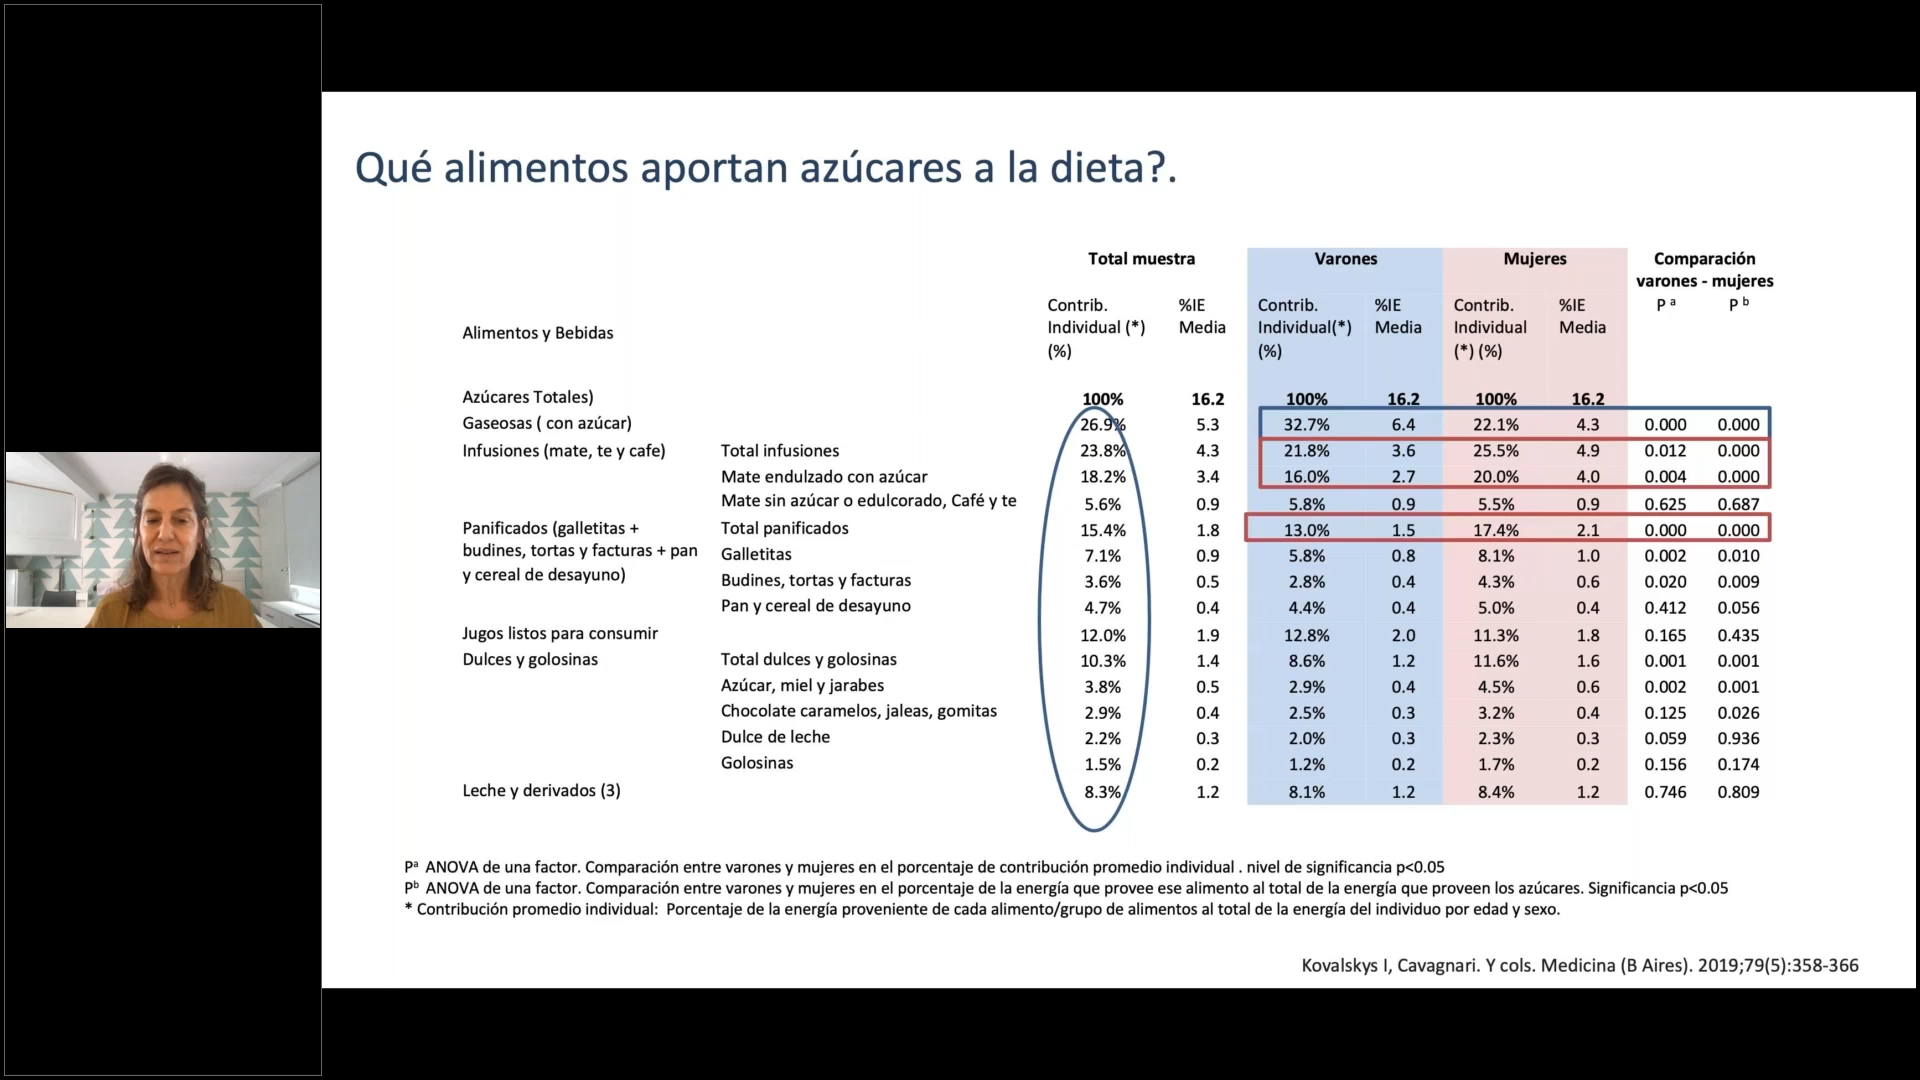 Qué alimentos aportan azúcares a la dieta?.
Total muestra Varones Mujeres Comparación
varones - mujeres
Contrib. %IE Contrib. %IE Contrib. %IE P a P b
Alimentos y Bebidas Individual (*) Media Individual(*) Media Individual Media
(%) (%) (*) (%)
Azúcares Totales) 100% 16.2 100% 16.2 100% 16.2
Gaseosas ( con azúcar) 26.9% 5.3 32.7% 6.4 22.1% 4.3 0.000 0.000
Infusiones (mate, te y cafe) Total infusiones 23.8% 4.3 21.8% 3.6 25.5% 4.9 0.012 0.000
Mate endulzado con azúcar 18.2% 3.4 16.0% 2.7 20.0% 4.0 0.004 0.000
Mate sin azúcar o edulcorado, Café y te 5.6% 0.9 5.8% 0.9 5.5% 0.9 0.625 0.687
Panificados (galletitas + Total panificados 15.4% 1.8 13.0% 1.5 17.4% 2.1 0.000 0.000
budines, tortas y facturas + pan Galletitas 7.1% 0.9 5.8% 0.8 8.1% 1.0 0.002 0.010
y cereal de desayuno) Budines, tortas y facturas 3.6% 0.5 2.8% 0.4 4.3% 0.6 0.020 0.009
Pan y cereal de desayuno 4.7% 0.4 4.4% 0.4 5.0% 0.4 0.412 0.056
Jugos listos para consumir 12.0% 1.9 12.8% 2.0 11.3% 1.8 0.165 0.435
Dulces y golosinas Total dulces y golosinas 10.3% 1.4 8.6% 1.2 11.6% 1.6 0.001 0.001
Azúcar, miel y jarabes 3.8% 0.5 2.9% 0.4 4.5% 0.6 0.002 0.001
Chocolate caramelos, jaleas, gomitas 2.9% 0.4 2.5% 0.3 3.2% 0.4 0.125 0.026
Dulce de leche 2.2% 0.3 2.0% 0.3 2.3% 0.3 0.059 0.936
Golosinas 1.5% 0.2 1.2% 0.2 1.7% 0.2 0.156 0.174
Leche y derivados (3) 8.3% 1.2 8.1% 1.2 8.4% 1.2 0.746 0.809
Pa ANOVA de una factor. Comparación entre varones y mujeres en el porcentaje de contribución promedio individual . nivel de significancia p<0.05
Pb ANOVA de una factor. Comparación entre varones y mujeres en el porcentaje de la energía que provee ese alimento al total de la energía que proveen los azúcares. Significancia p<0.05
* Contribución promedio individual: Porcentaje de la energía proveniente de cada alimento/grupo de alimentos al total de la energía del individuo por edad y sexo.
Kovalskys I, Cavagnari. Y cols. Medicina (B Aires). 2019;79(5):358-366